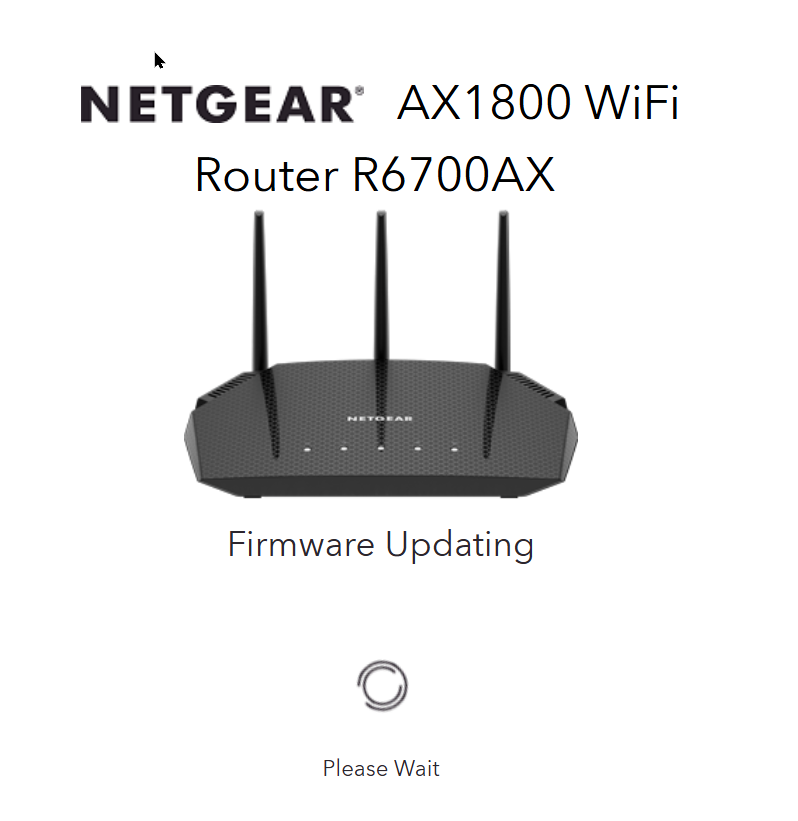 NETGEAR® AX1800 WiFi
Router R6700AX
NETGEAR
Firmware Updating
Please Wait